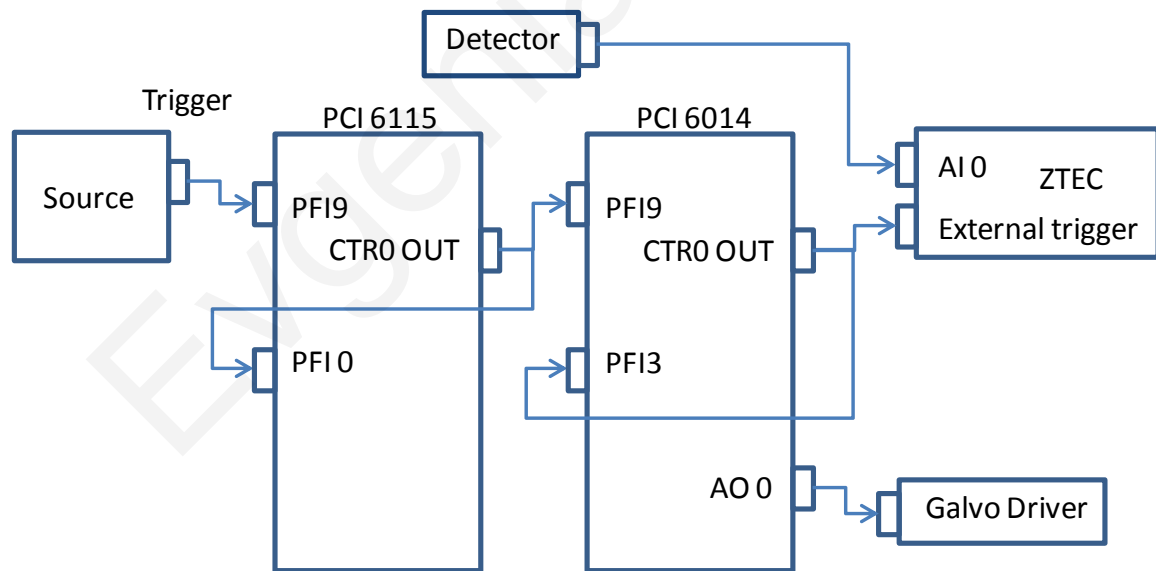 Detector
Trigger
PCI 6115
PCI 6014
Source
PFI9
CTR0 OUT
PFI 0
PFI9
CTR0 OUT
PFI3
AO 0
AI 0
ZTEC
External trigger
Galvo Driver